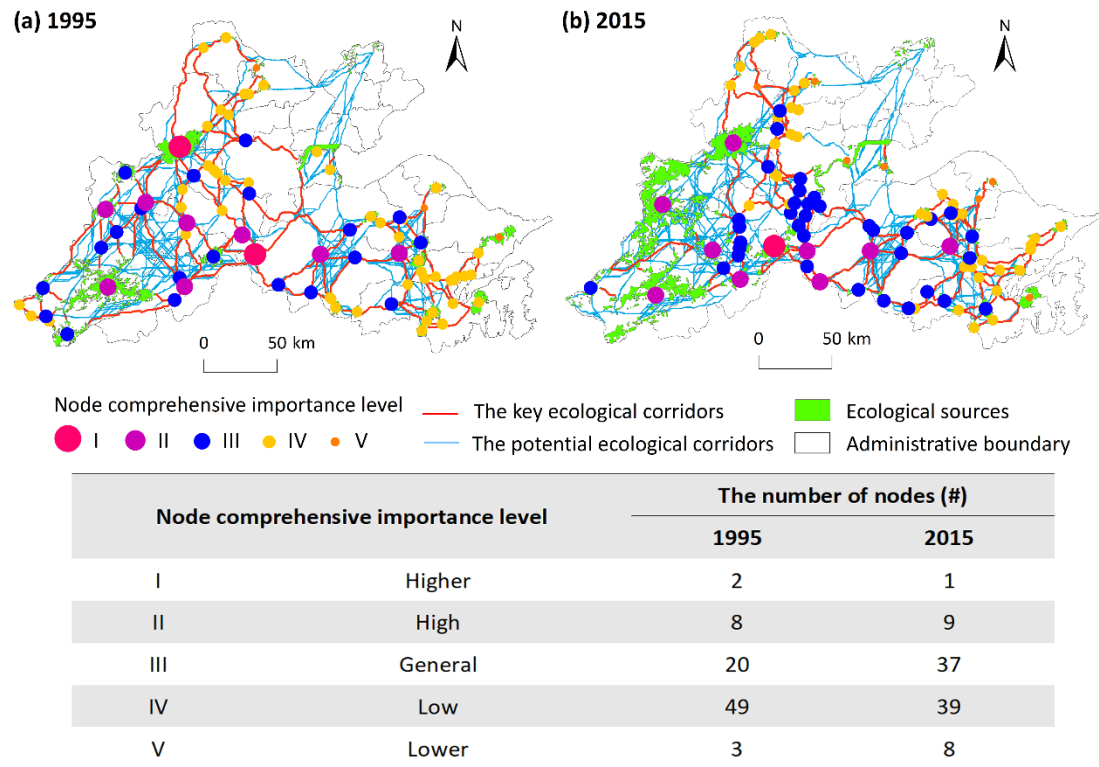 (a) 1995
N
0 50 km
(b) 2015
N
0 50 km
Node comprehensive importance level
I II III IV V
The key ecological corridors
The potential ecological corridors
Ecological sources
Administrative boundary
Node comprehensive importance level The number of nodes (#)
1995 2015
I Higher 2 1
II High 8 9
III General 20 37
IV Low 49 39
V Lower 3 8